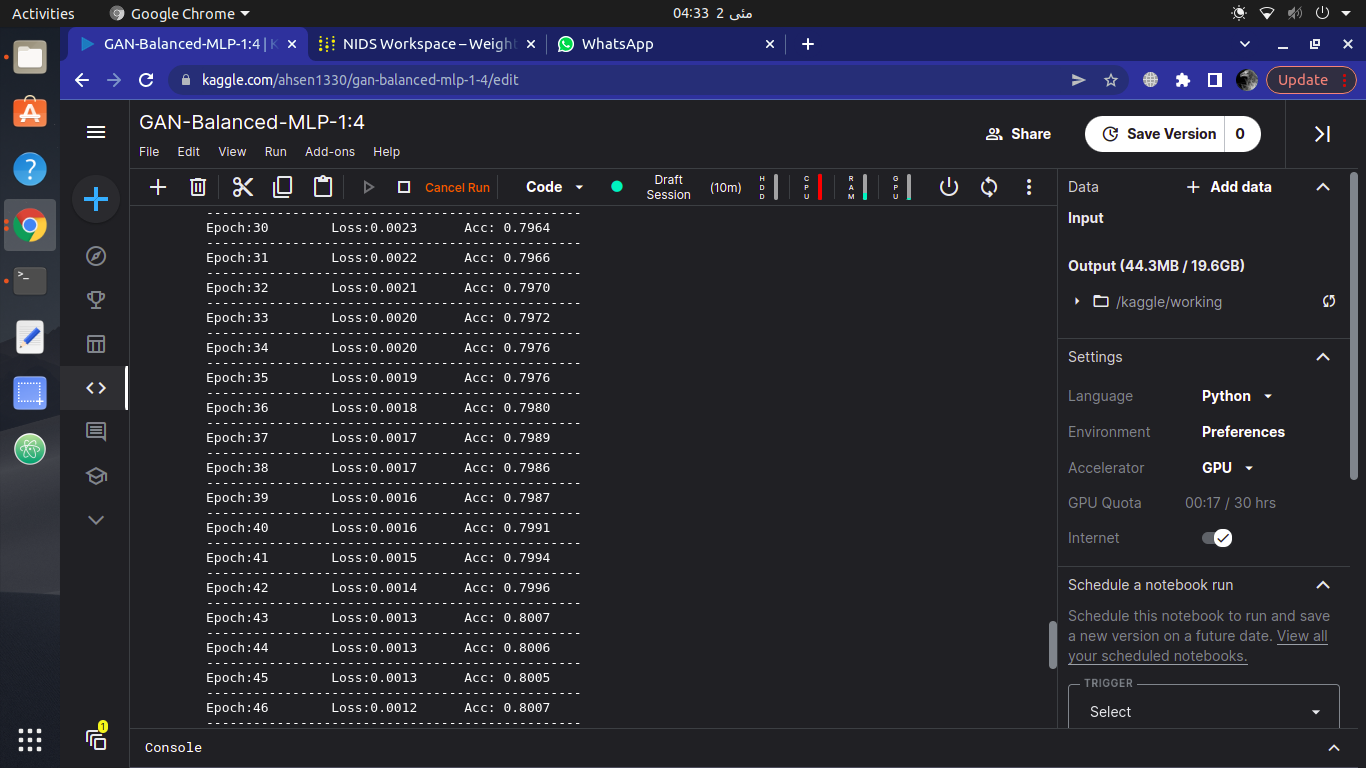 Activities
Google Chrome
04:33 2 مئی
GAN-Balanced-MLP-1:4 | K
NIDS Workspace – Weigh
WhatsApp
kaggle.com/ahsen1330/gan-balanced-mlp-1-4/edit
Update
GAN-Balanced-MLP-1:4
File Edit View Run Add-ons Help
Share
Save Version 0
Cancel Run
Code
Draft Session
(10m)
HDD
CPU
RAM
GPU
---------------------------------------------------
Epoch:30 Loss:0.0023 Acc: 0.7964
---------------------------------------------------
Epoch:31 Loss:0.0022 Acc: 0.7966
---------------------------------------------------
Epoch:32 Loss:0.0021 Acc: 0.7970
---------------------------------------------------
Epoch:33 Loss:0.0020 Acc: 0.7972
---------------------------------------------------
Epoch:34 Loss:0.0020 Acc: 0.7976
---------------------------------------------------
Epoch:35 Loss:0.0019 Acc: 0.7976
---------------------------------------------------
Epoch:36 Loss:0.0018 Acc: 0.7980
---------------------------------------------------
Epoch:37 Loss:0.0017 Acc: 0.7989
---------------------------------------------------
Epoch:38 Loss:0.0017 Acc: 0.7986
---------------------------------------------------
Epoch:39 Loss:0.0016 Acc: 0.7987
---------------------------------------------------
Epoch:40 Loss:0.0016 Acc: 0.7991
---------------------------------------------------
Epoch:41 Loss:0.0015 Acc: 0.7994
---------------------------------------------------
Epoch:42 Loss:0.0014 Acc: 0.7996
---------------------------------------------------
Epoch:43 Loss:0.0013 Acc: 0.8007
---------------------------------------------------
Epoch:44 Loss:0.0013 Acc: 0.8006
---------------------------------------------------
Epoch:45 Loss:0.0013 Acc: 0.8005
---------------------------------------------------
Epoch:46 Loss:0.0012 Acc: 0.8007
---------------------------------------------------
Data
Add data
Input
Output (44.3MB / 19.6GB)
/kaggle/working
Settings
Language Python
Environment Preferences
Accelerator GPU
GPU Quota 00:17 / 30 hrs
Internet
Schedule a notebook run
Schedule this notebook to run and save
a new version on a future date. View all
your scheduled notebooks.
TRIGGER
Select
1
Console